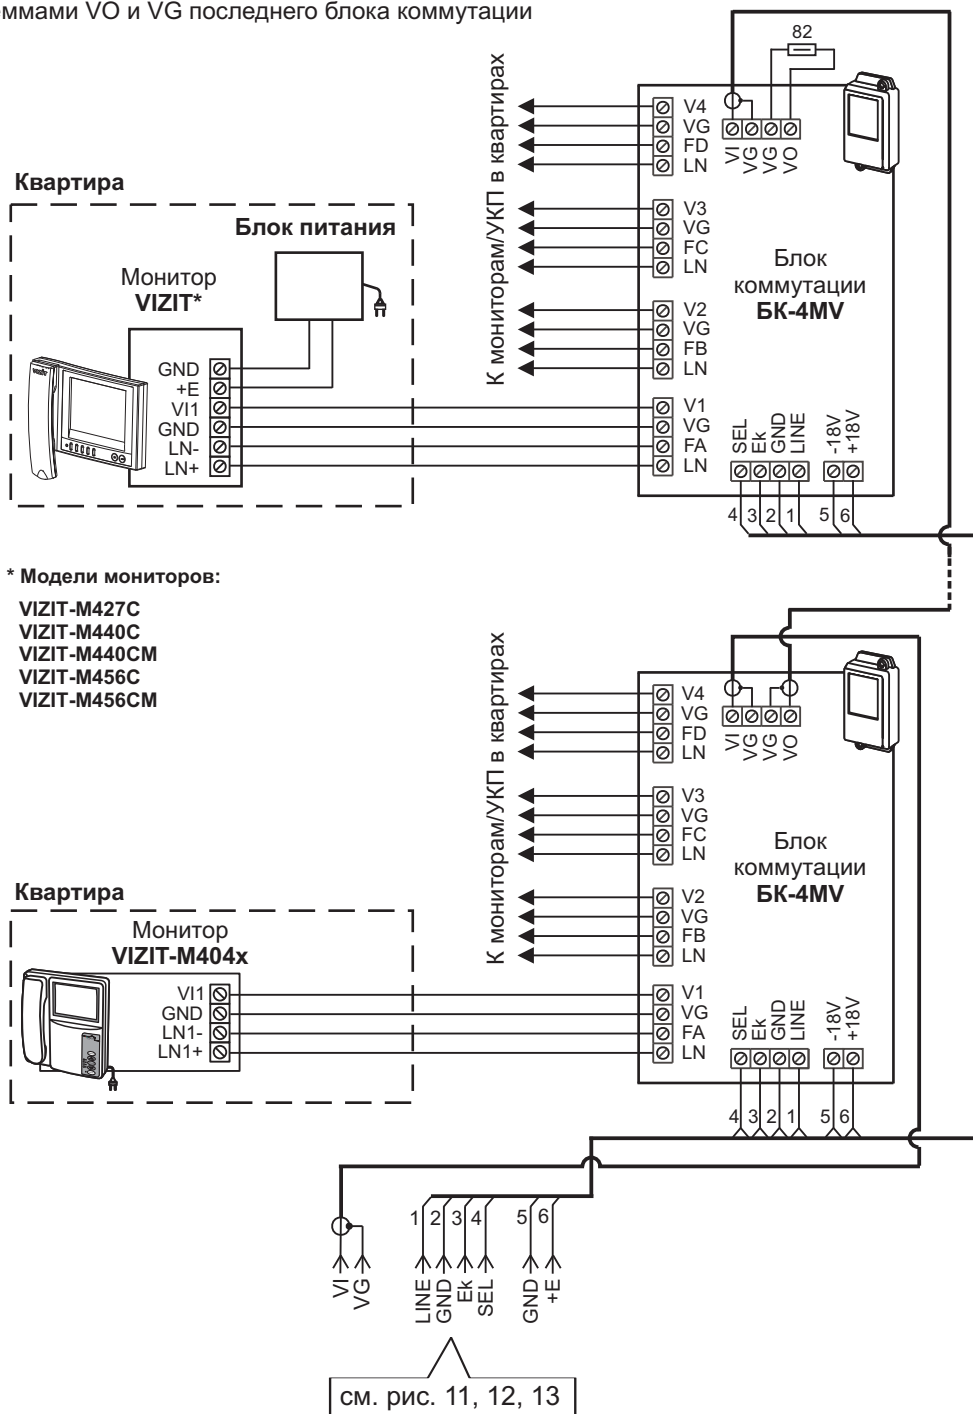 еммами VO и VG последнего блока коммутации
82
К мониторам/УКП в квартирах
V4
VG
FD
LN
VI
VG
VG
VO
V3
VG
FC
LN
V2
VG
FB
LN
V1
VG
FA
LN
Блок
коммутации
БК-4MV
SEL
Ek
GND
LINE
-18V
+18V
4 3 2 1 5 6
Квартира
Блок питания
Монитор
VIZIT*
GND
+E
VI1
GND
LN-
LN+
* Модели мониторов:
VIZIT-M427C
VIZIT-M440C
VIZIT-M440CM
VIZIT-M456C
VIZIT-M456CM
К мониторам/УКП в квартирах
V4
VG
FD
LN
VI
VG
VG
VO
V3
VG
FC
LN
V2
VG
FB
LN
V1
VG
FA
LN
Блок
коммутации
БК-4MV
SEL
Ek
GND
LINE
-18V
+18V
4 3 2 1 5 6
Квартира
Монитор
VIZIT-M404x
VI1
GND
LN1-
LN1+
1 2 3 4 5 6
VI
VG
LINE
GND
Ek
SEL
GND
+E
см. рис. 11, 12, 13